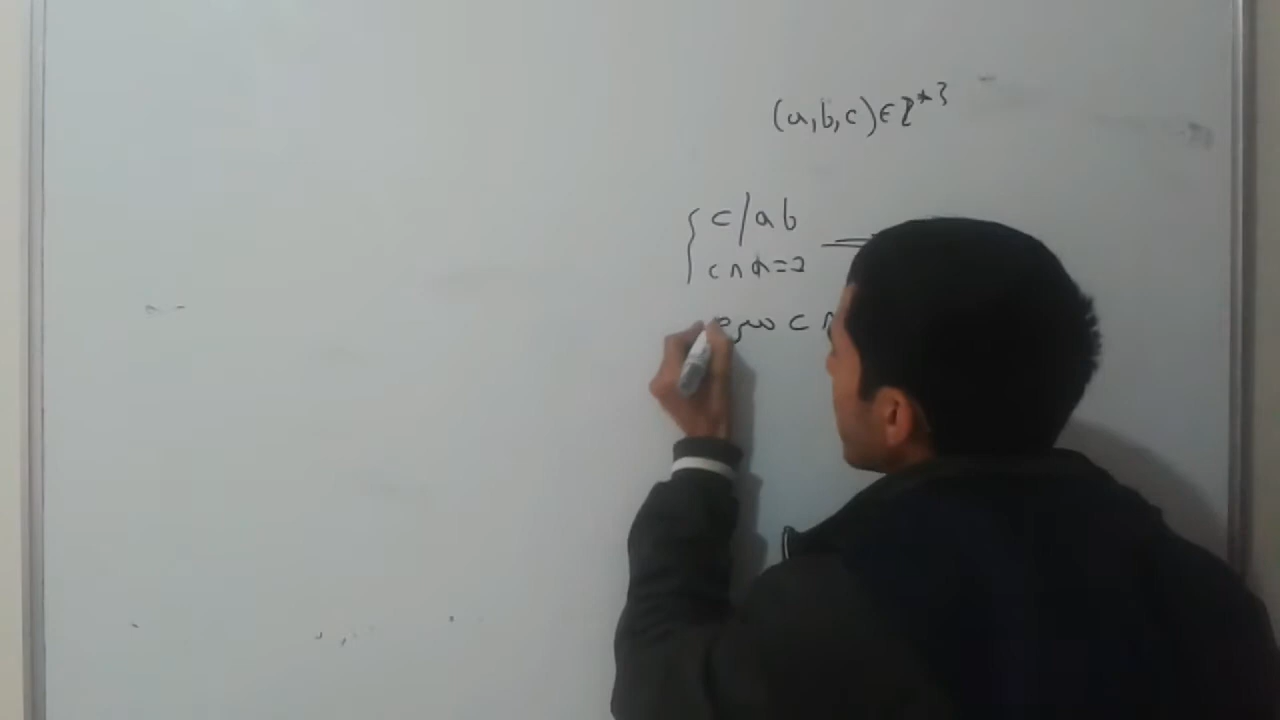 (a,b,c)∈Z*3
{ c/ab
c∧a=1 =
c